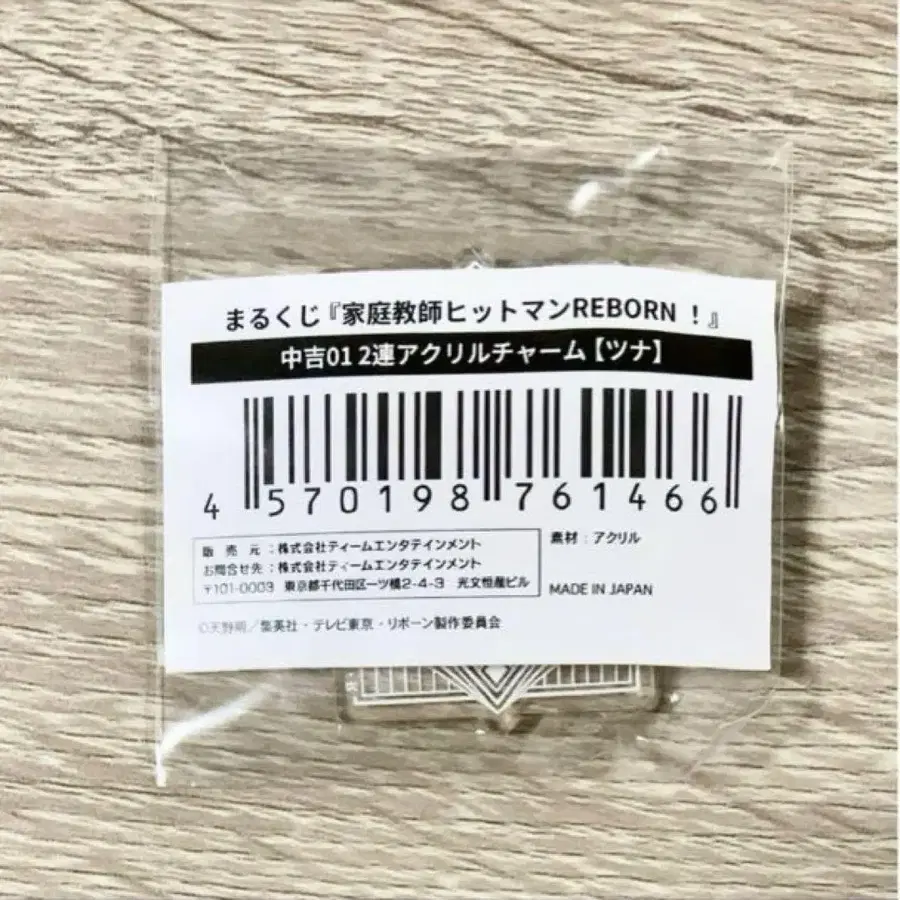 まるくじ『家庭教師ヒットマンREBORN！』
中吉01 2連アクリルチャーム【ツナ】
4 570198 761466
販売元：株式会社ティームエンタテインメント
お問合せ先：株式会社ティームエンタテインメント
〒101-0003 東京都千代田区一ツ橋2-4-3 光文恒産ビル
素材：アクリル
MADE IN JAPAN
©天野明／集英社・テレビ東京・リボーン製作委員会